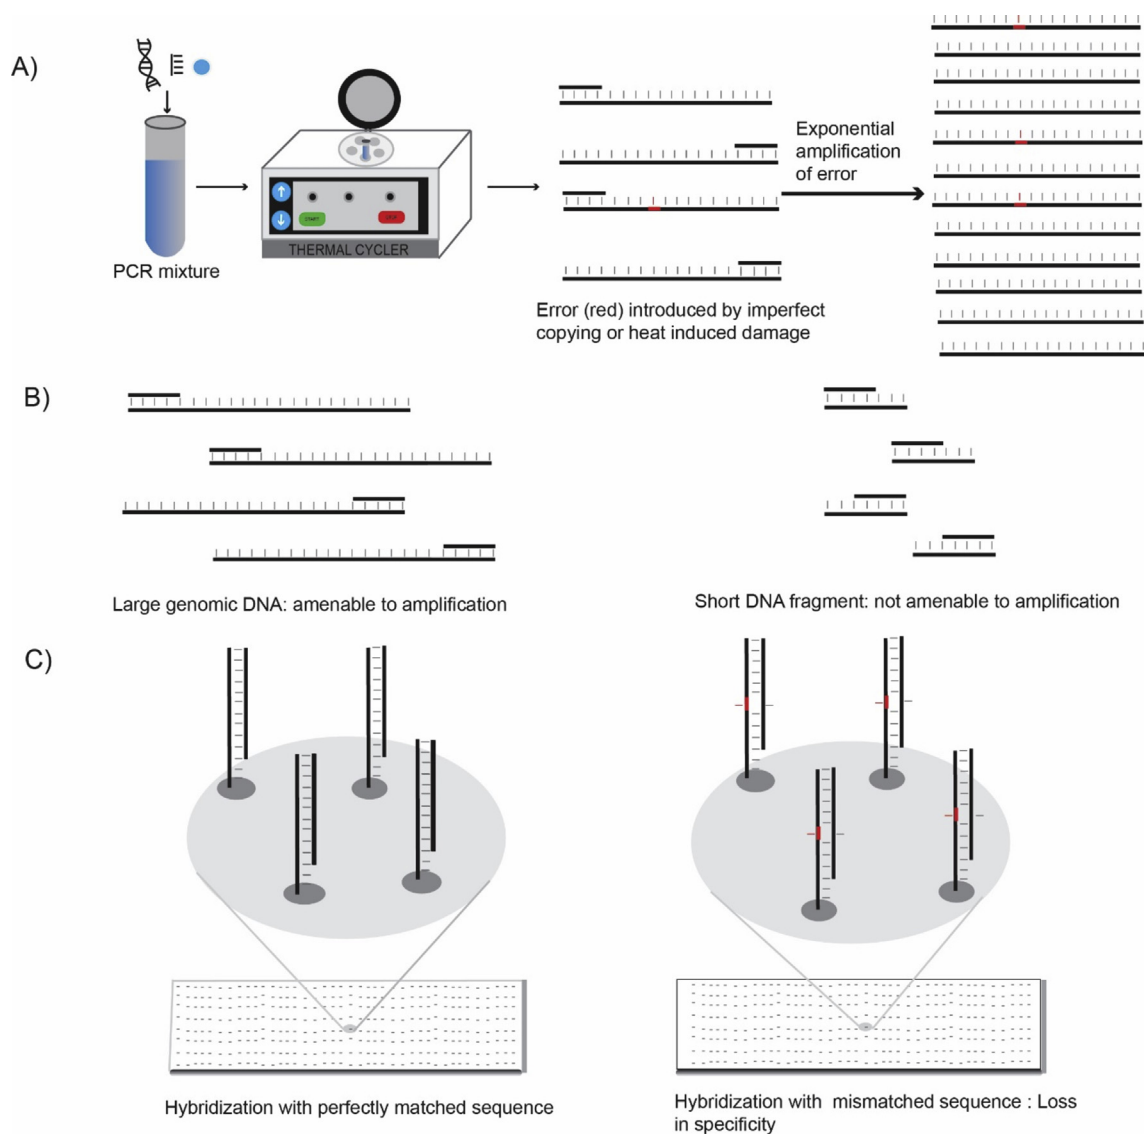 A)
PCR mixture
START
THERMAL CYCLER
Error (red) introduced by imperfect
copying or heat induced damage
Exponential
amplification
of error
B)
Large genomic DNA: amenable to amplification
Short DNA fragment: not amenable to amplification
C)
Hybridization with perfectly matched sequence
Hybridization with mismatched sequence : Loss
in specificity